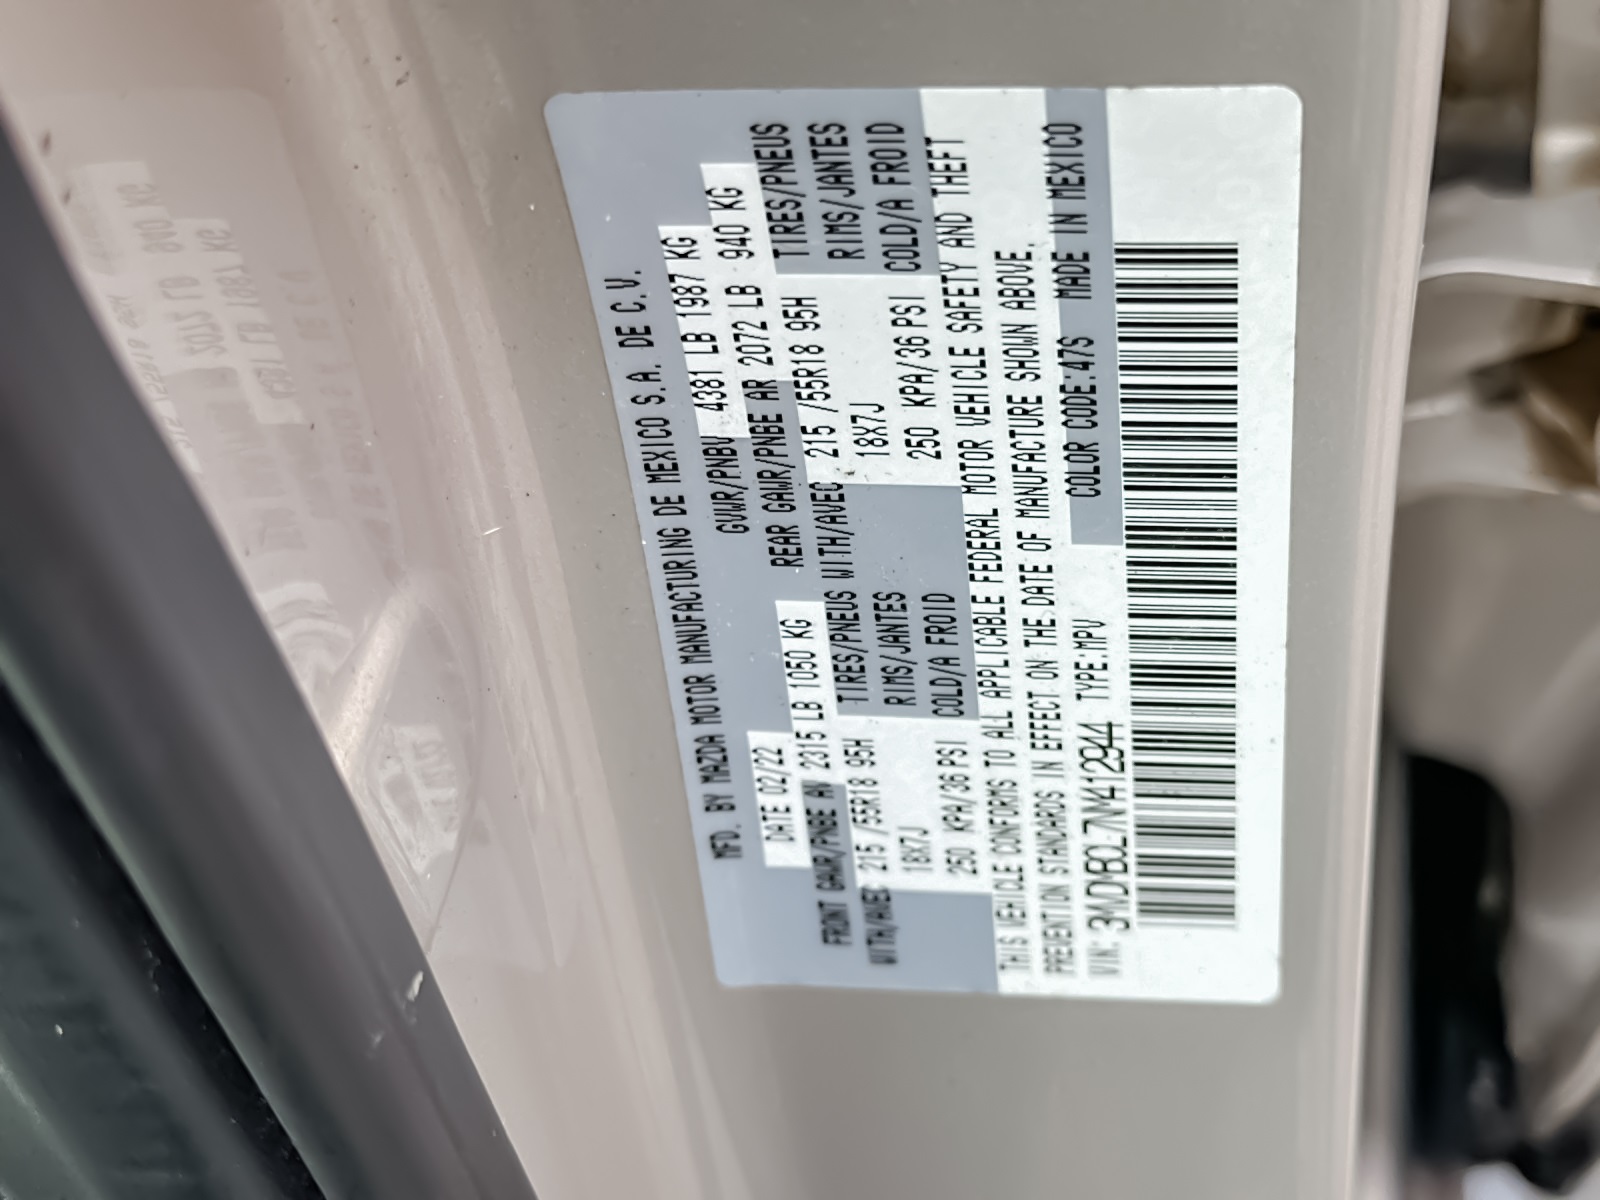 MFD. BY MAZDA MOTOR MANUFACTURING DE MEXICO S.A. DE C.V.
DATE 02/22 GVWR/PNBV 4381 LB 1987 KG
FRONT GAWR/PNBE AV 2315 LB 1050 KG REAR GAWR/PNBE AR 2072 LB 940 KG
WITH/AVEC 215 /55R18 95H TIRES/PNEUS WITH/AVEC 215 /55R18 95H TIRES/PNEUS
18X7J RIMS/JANTES 18X7J RIMS/JANTES
250 KPA/36 PSI COLD/A FROID 250 KPA/36 PSI COLD/A FROID
THIS VEHICLE CONFORMS TO ALL APPLICABLE FEDERAL MOTOR VEHICLE SAFETY AND THEFT
PREVENTION STANDARDS IN EFFECT ON THE DATE OF MANUFACTURE SHOWN ABOVE.
VIN: 3MVDMBCL7NM412944 TYPE:MPV COLOR CODE:47S MADE IN MEXICO